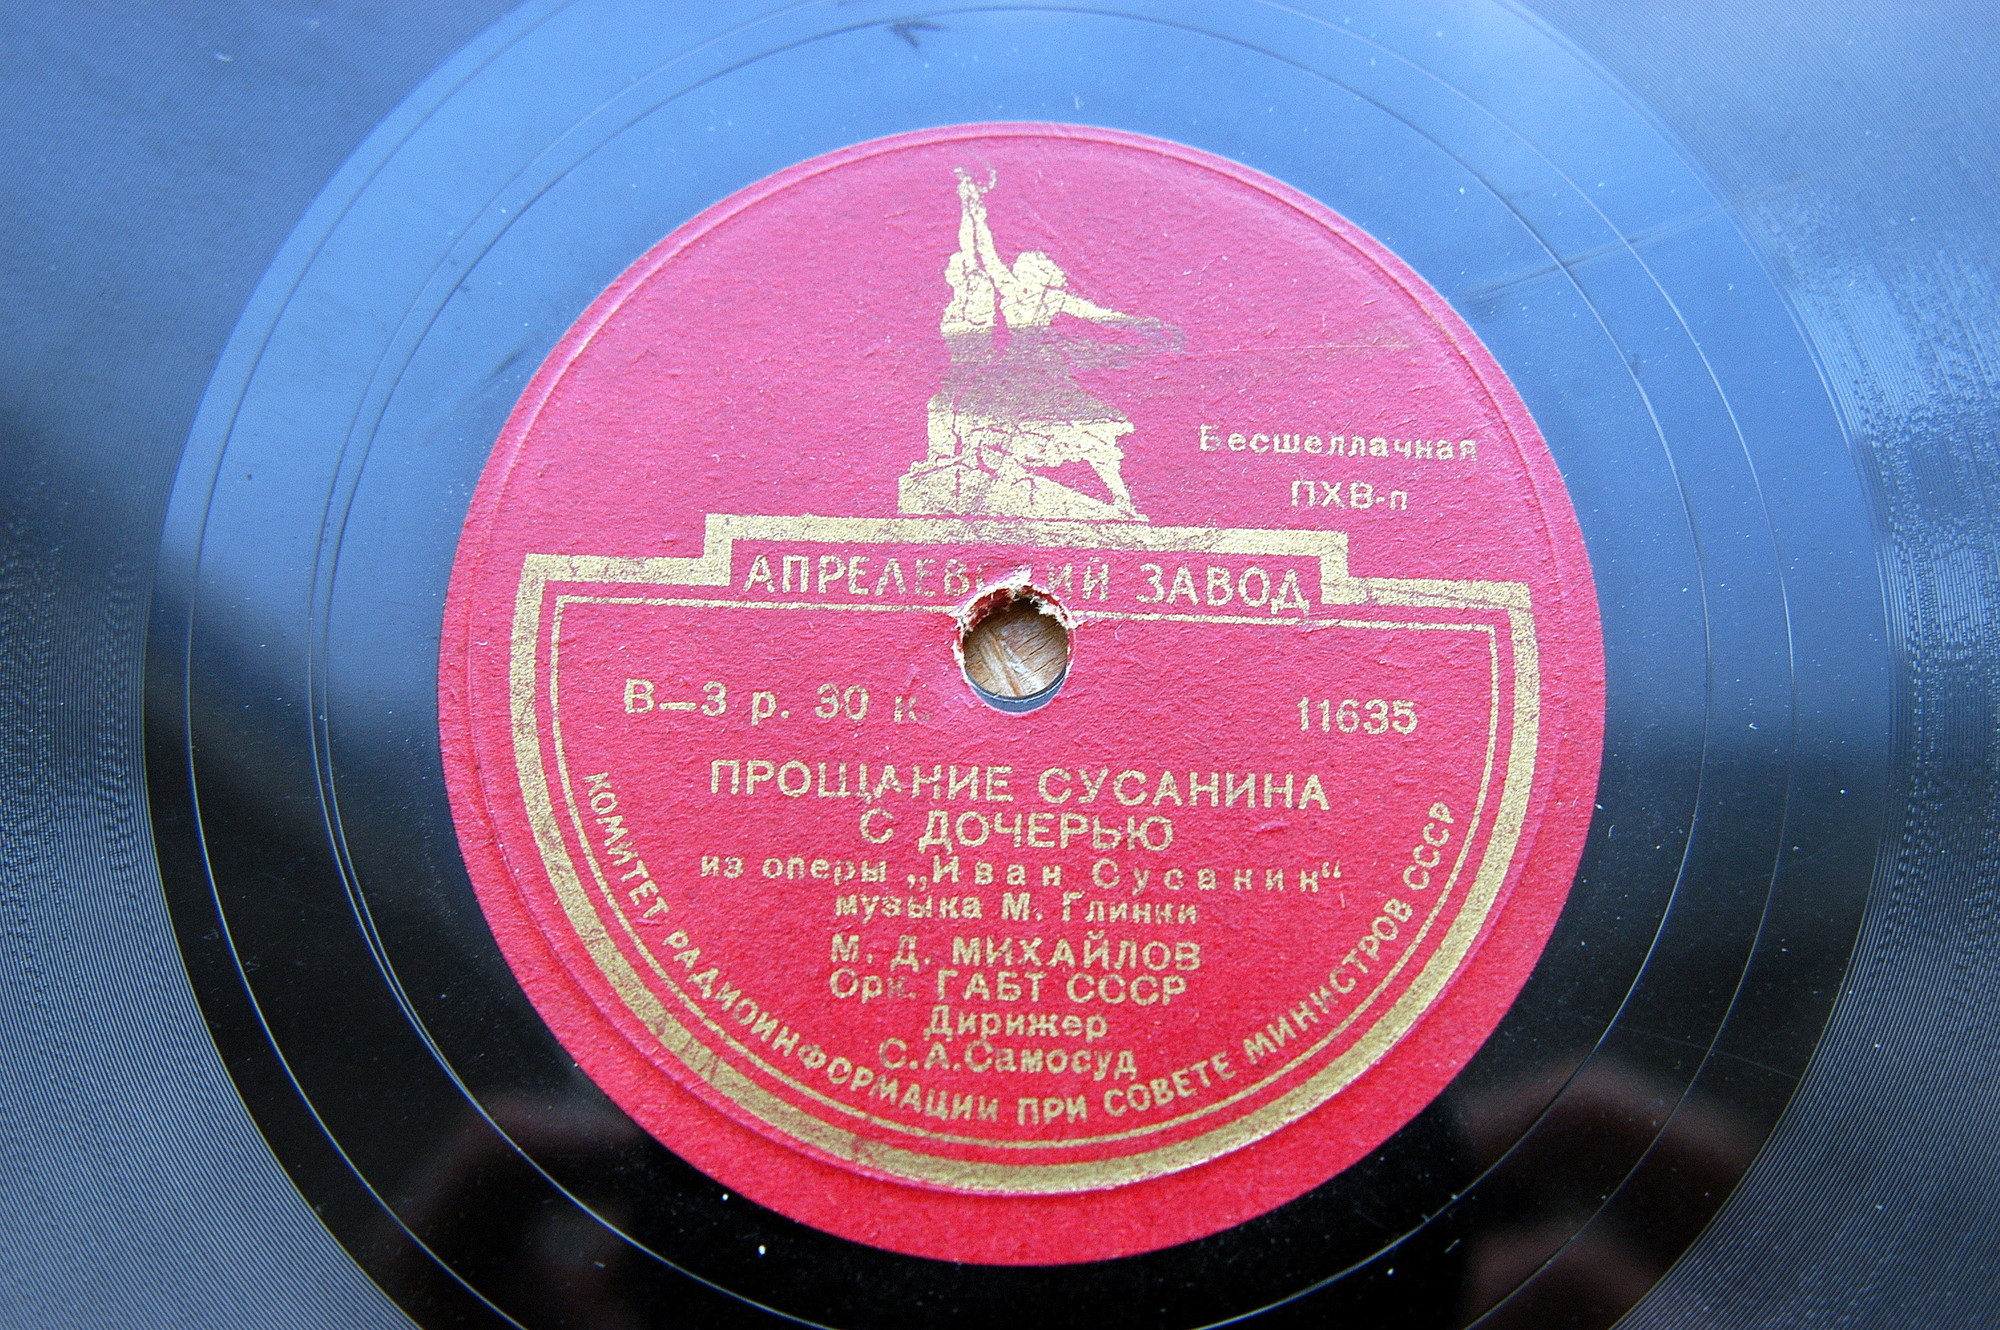 Бесшеллачная
ПХВ-п
АПРЕЛЕВСКИЙ ЗАВОД
В—3 р. 30 к.
11635
ПРОЩАНИЕ СУСАНИНА
С ДОЧЕРЬЮ
из оперы „Иван Сусанин“
музыка М. Глинки
М. Д. МИХАЙЛОВ
Орк. ГАБТ СССР
Дирижер
С.А.Самосуд
КОМИТЕТ РАДИОИНФОРМАЦИИ ПРИ СОВЕТЕ МИНИСТРОВ СССР